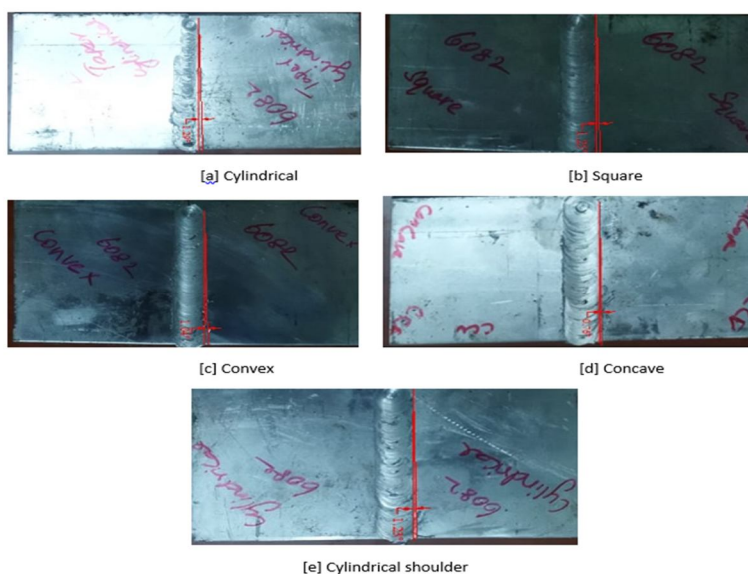 Taper
Cylindrical
Taper
Cylindrical
6082
[a] Cylindrical
6082
Square
6082
Square
[b] Square
Convex
6082
6082
Convex
[c] Convex
Concave
[d] Concave
Cylindrical
6082
Cylindrical
6082
[e] Cylindrical shoulder